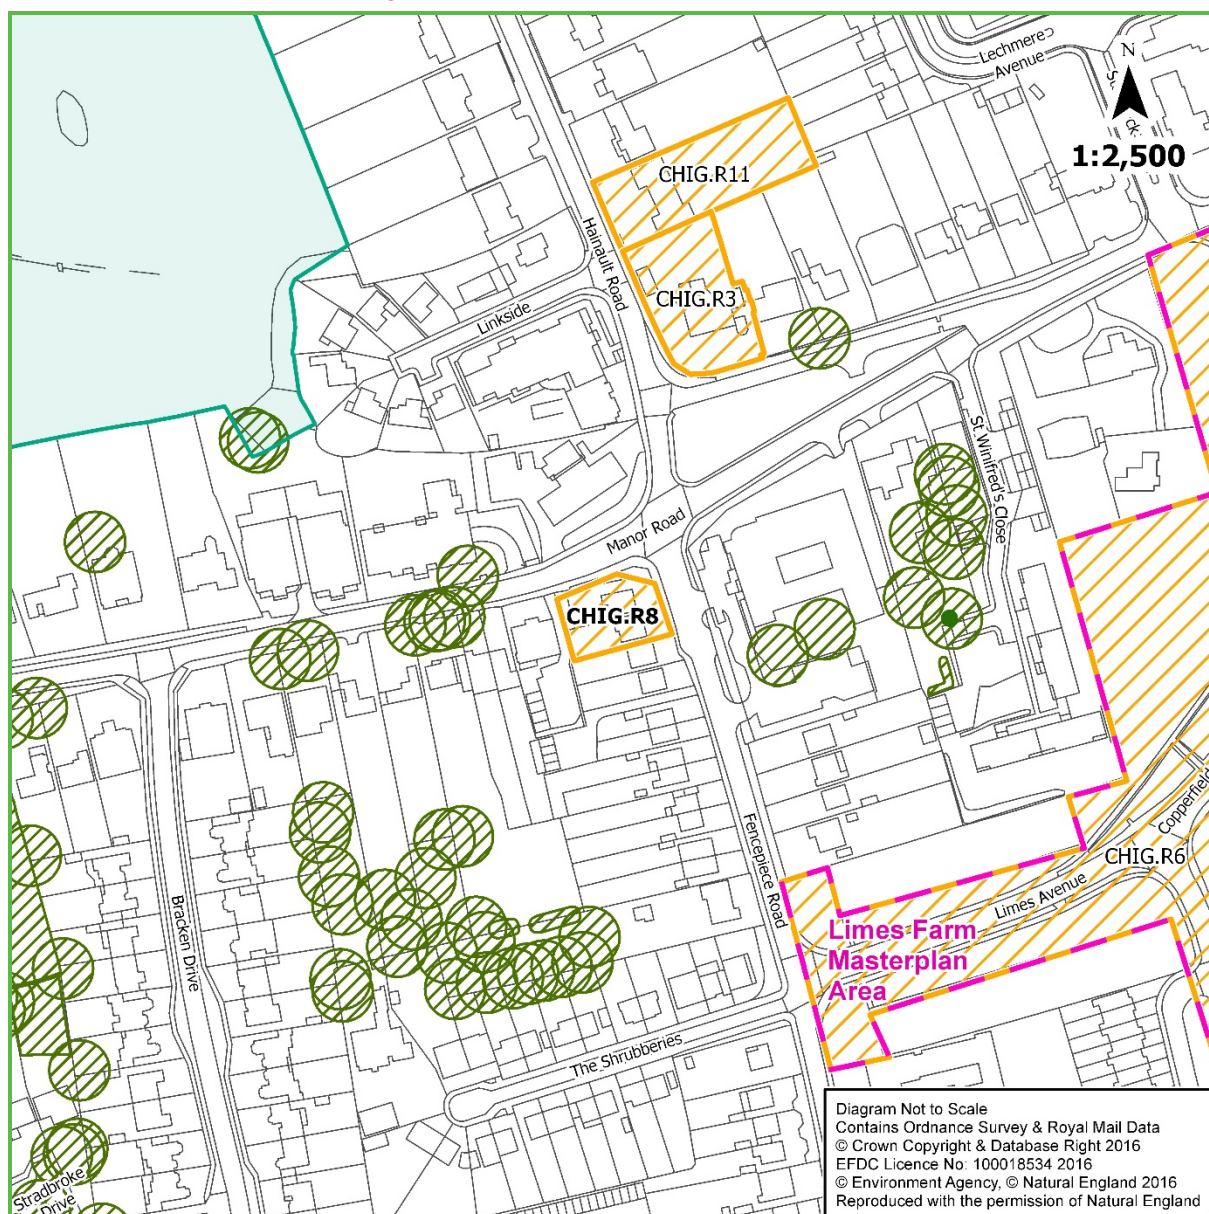 Lechmere
Avenue
N
1:2,500
CHIG.R11
Hainault Road
CHIG.R3
Linkside
St. Winifred's Close
Manor Road
CHIG.R8
Copperfield
CHIG.R6
Fencepiece Road
Limes Avenue
Bracken Drive
Limes Farm
Masterplan
Area
The Shrubberies
Stradbroke
Drive
Diagram Not to Scale
Contains Ordnance Survey & Royal Mail Data
© Crown Copyright & Database Right 2016
EFDC Licence No: 100018534 2016
© Environment Agency, © Natural England 2016
Reproduced with the permission of Natural England